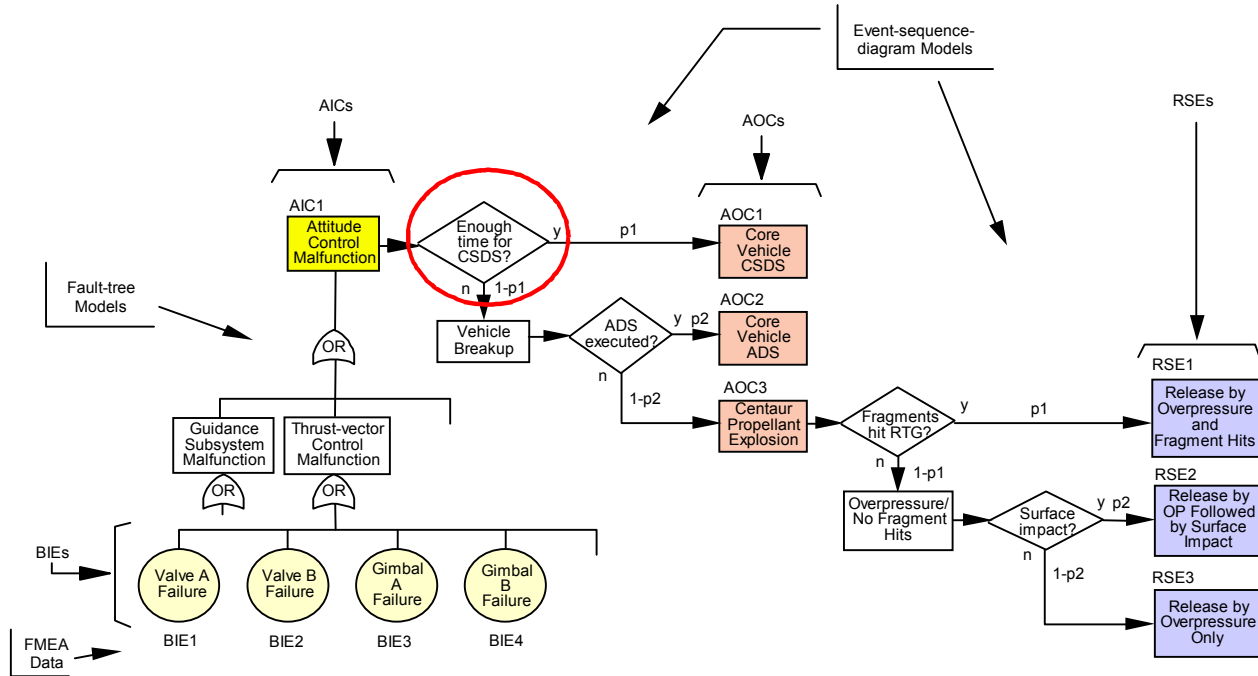 Event-sequence-
diagram Models
AICs
AOCs
RSEs
AIC1
Attitude
Control
Malfunction
Enough
time for
CSDS?
y
p1
n
1-p1
AOC1
Core
Vehicle
CSDS
Fault-tree
Models
Vehicle
Breakup
ADS
executed?
y p2
n
1-p2
AOC2
Core
Vehicle
ADS
OR
AOC3
Centaur
Propellant
Explosion
Fragments
hit RTG?
y
p1
n
1-p1
RSE1
Release by
Overpressure
and
Fragment Hits
Guidance
Subsystem
Malfunction
Thrust-vector
Control
Malfunction
OR
OR
Overpressure/
No Fragment
Hits
Surface
impact?
y p2
n
1-p2
RSE2
Release by
OP Followed
by Surface
Impact
BIEs
Valve A
Failure
Valve B
Failure
Gimbal
A
Failure
Gimbal
B
Failure
RSE3
Release by
Overpressure
Only
FMEA
Data
BIE1
BIE2
BIE3
BIE4